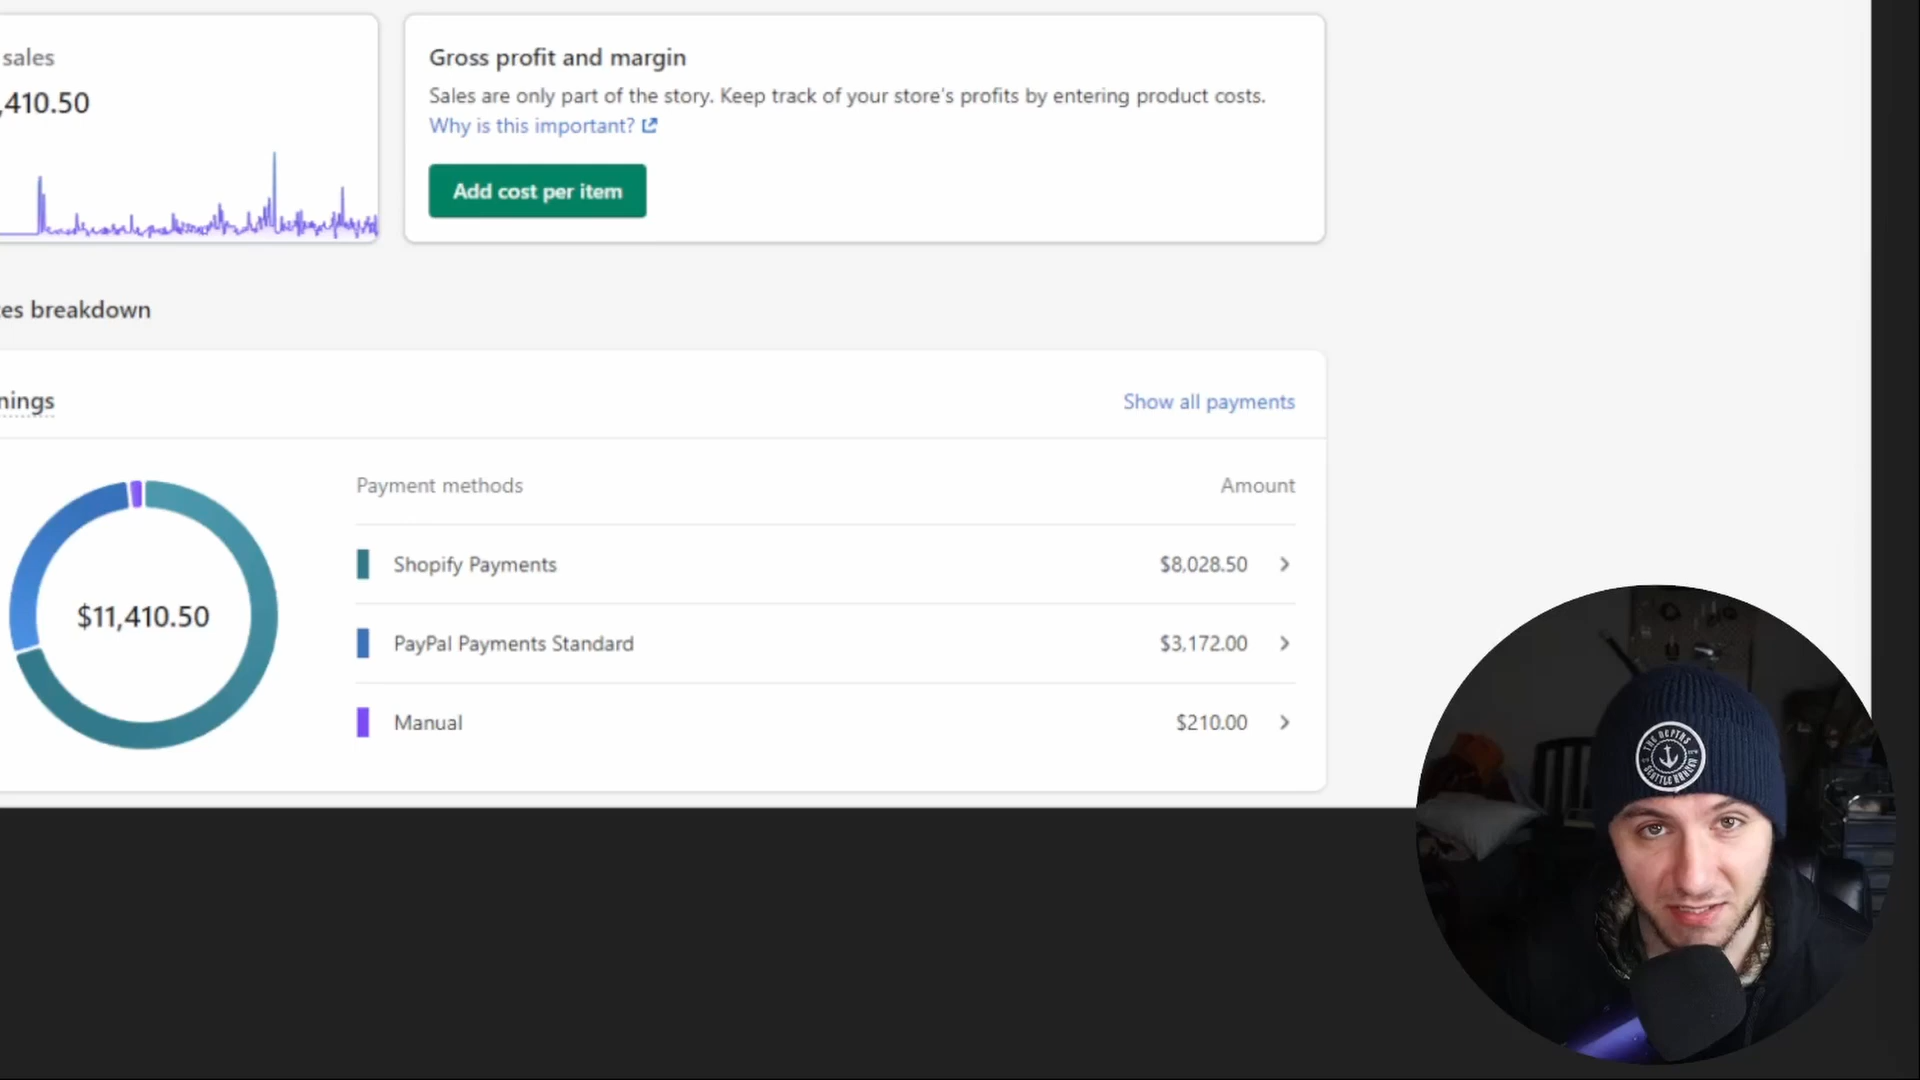 sales
,410.50
Gross profit and margin
Sales are only part of the story. Keep track of your store's profits by entering product costs.
Why is this important?
Add cost per item
es breakdown
nings
Show all payments
$11,410.50
Payment methods
Amount
Shopify Payments
$8,028.50
PayPal Payments Standard
$3,172.00
Manual
$210.00
THE DEPTHS